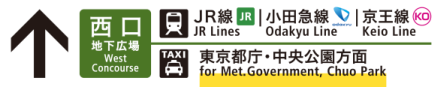 西口
地下広場
West
Concourse
JR線 JR | 小田急線 | 京王線 KO
JR Lines Odakyu Line Keio Line
TAXI 東京都庁・中央公園方面
for Met.Government, Chuo Park